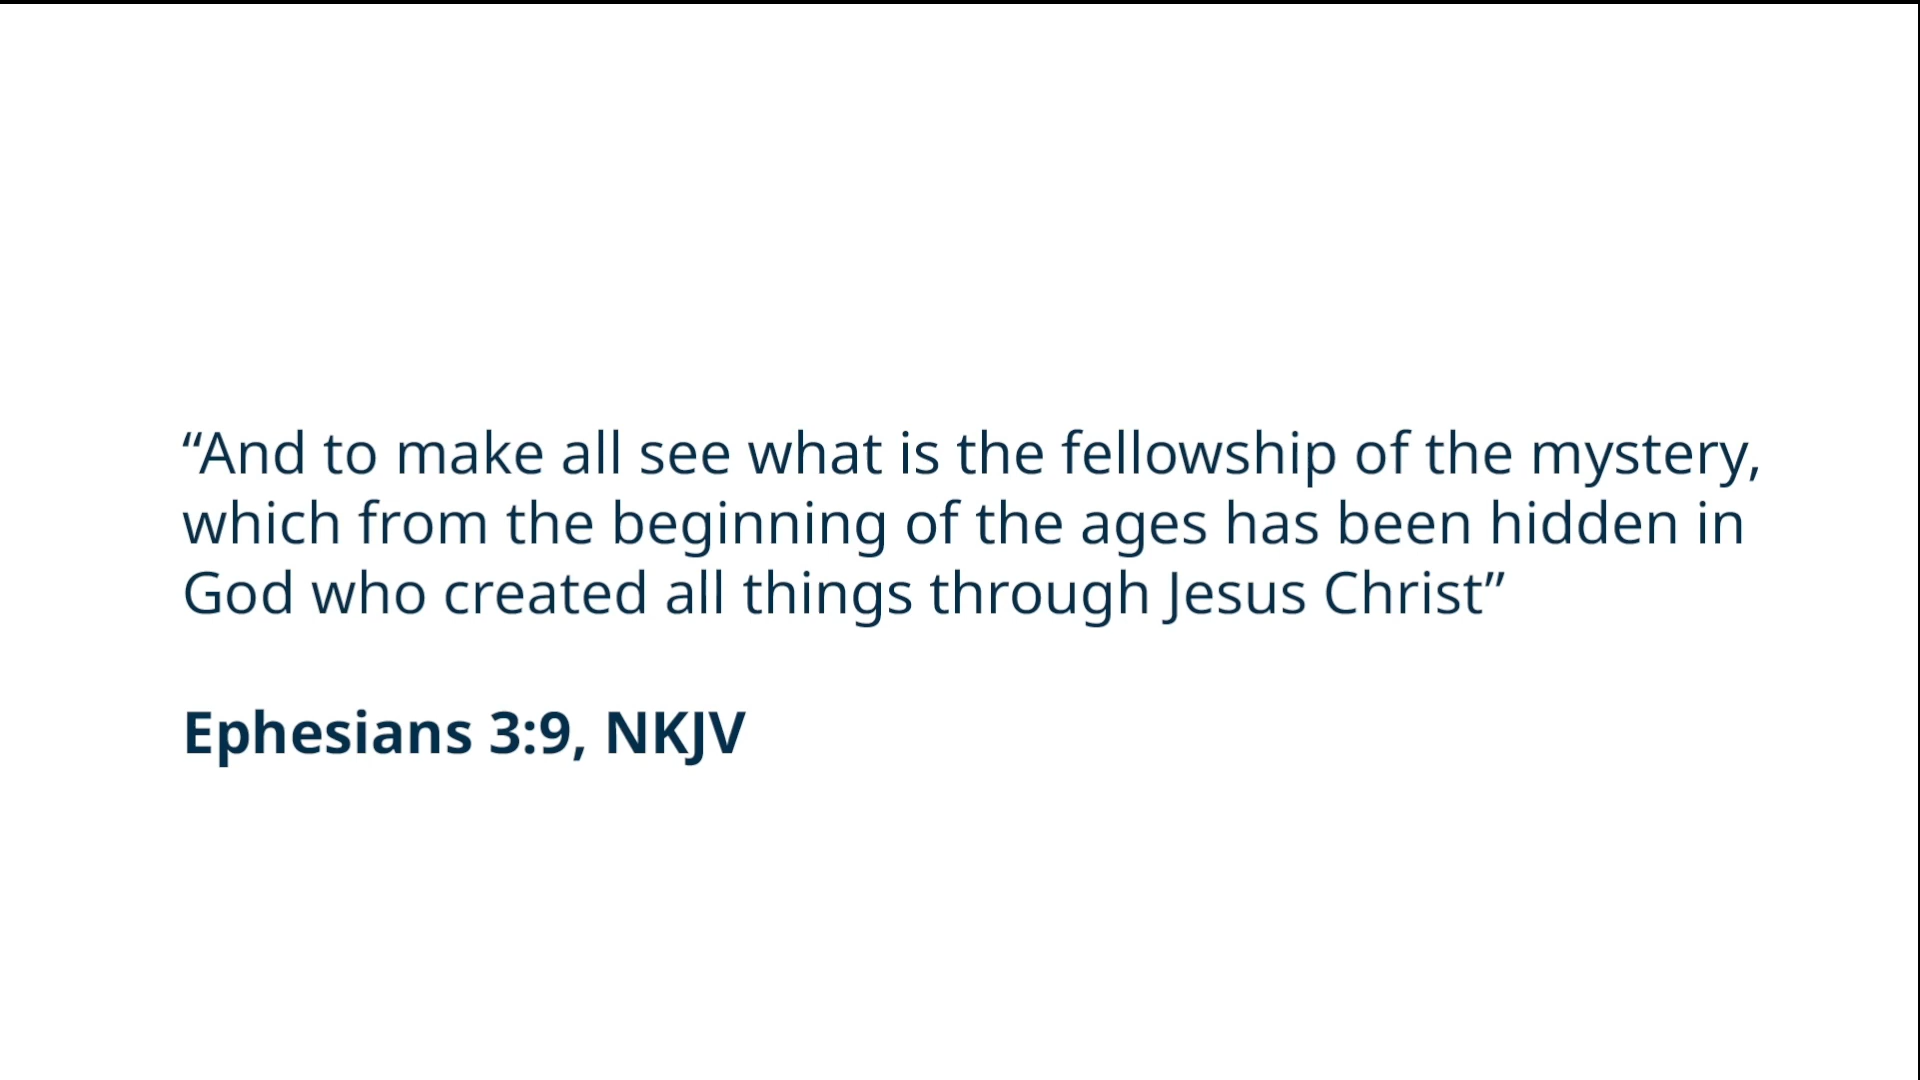 “And to make all see what is the fellowship of the mystery,
which from the beginning of the ages has been hidden in
God who created all things through Jesus Christ”
Ephesians 3:9, NKJV